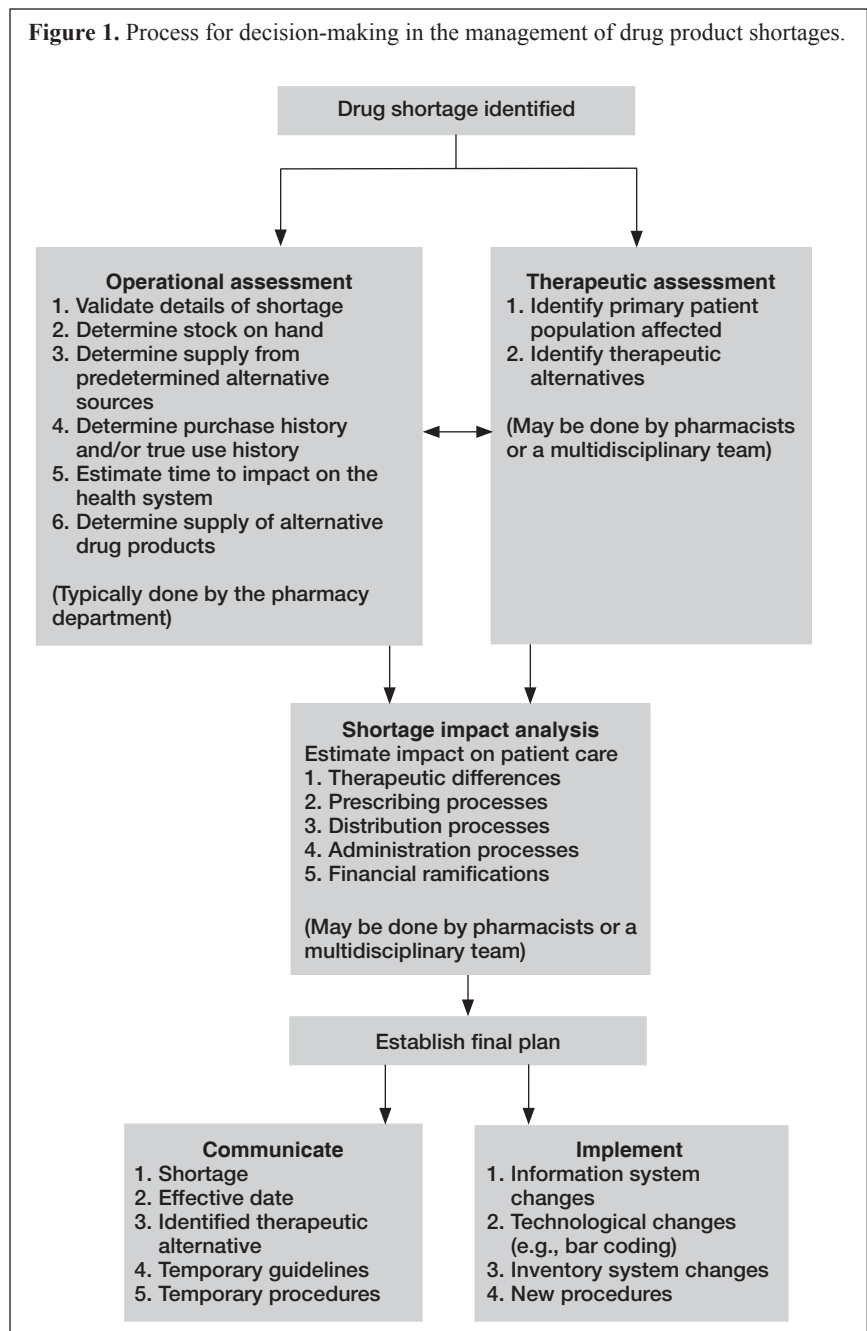 Figure 1. Process for decision-making in the management of drug product shortages.
Drug shortage identified
Operational assessment
1. Validate details of shortage
2. Determine stock on hand
3. Determine supply from
predetermined alternative
sources
4. Determine purchase history
and/or true use history
5. Estimate time to impact on the
health system
6. Determine supply of alternative
drug products
(Typically done by the pharmacy
department)
Therapeutic assessment
1. Identify primary patient
population affected
2. Identify therapeutic
alternatives
(May be done by pharmacists
or a multidisciplinary team)
Shortage impact analysis
Estimate impact on patient care
1. Therapeutic differences
2. Prescribing processes
3. Distribution processes
4. Administration processes
5. Financial ramifications
(May be done by pharmacists or a
multidisciplinary team)
Establish final plan
Communicate
1. Shortage
2. Effective date
3. Identified therapeutic
alternative
4. Temporary guidelines
5. Temporary procedures
Implement
1. Information system
changes
2. Technological changes
(e.g., bar coding)
3. Inventory system changes
4. New procedures